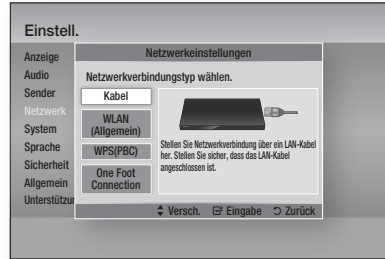 Einstell.
Anzeige
Audio
Sender
Netzwerk
System
Sprache
Sicherheit
Allgemein
Unterstützun
Netzwerkeinstellungen
Netzwerkverbindungstyp wählen.
Kabel
WLAN
(Allgemein)
WPS(PBC)
One Foot
Connection
Stellen Sie Netzwerkverbindung über ein LAN-Kabel
her. Stellen Sie sicher, dass das LAN-Kabel
angeschlossen ist.
Versch. Eingabe Zurück